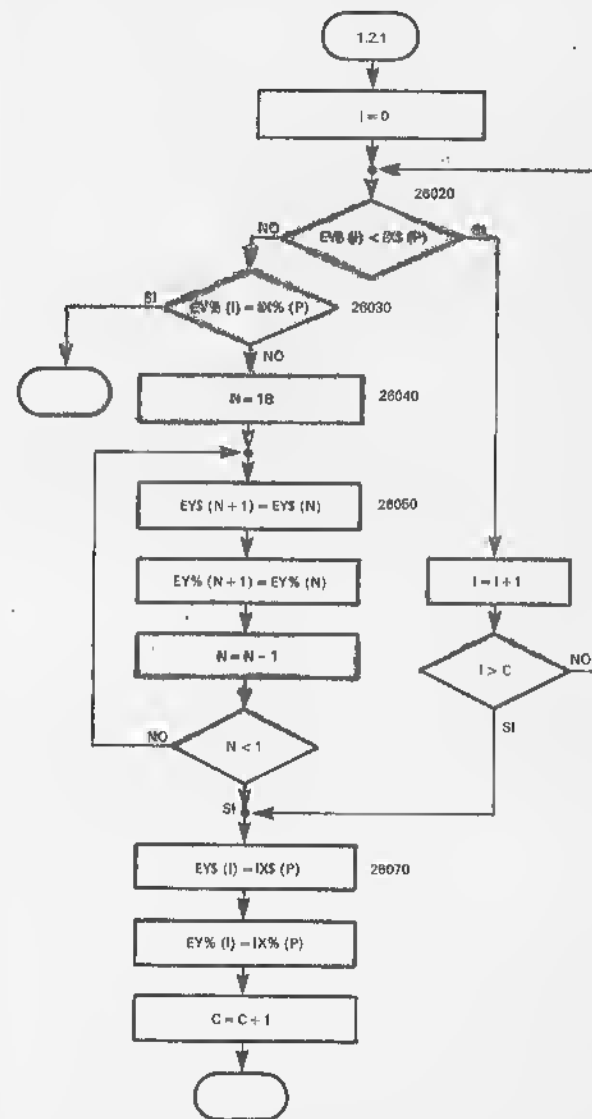 1.2.1
I = 0
26020
NO
SI
EY$ (I) < IX$ (P)
SI
EY% (I) = IX% (P)
26030
NO
N = 18
26040
EY$ (N + 1) = EY$ (N)
26050
EY% (N + 1) = EY% (N)
I = I + 1
N = N - 1
I > C
NO
SI
NO
N < 1
SI
EY$ (I) = IX$ (P)
26070
EY% (I) = IX% (P)
C = C + 1